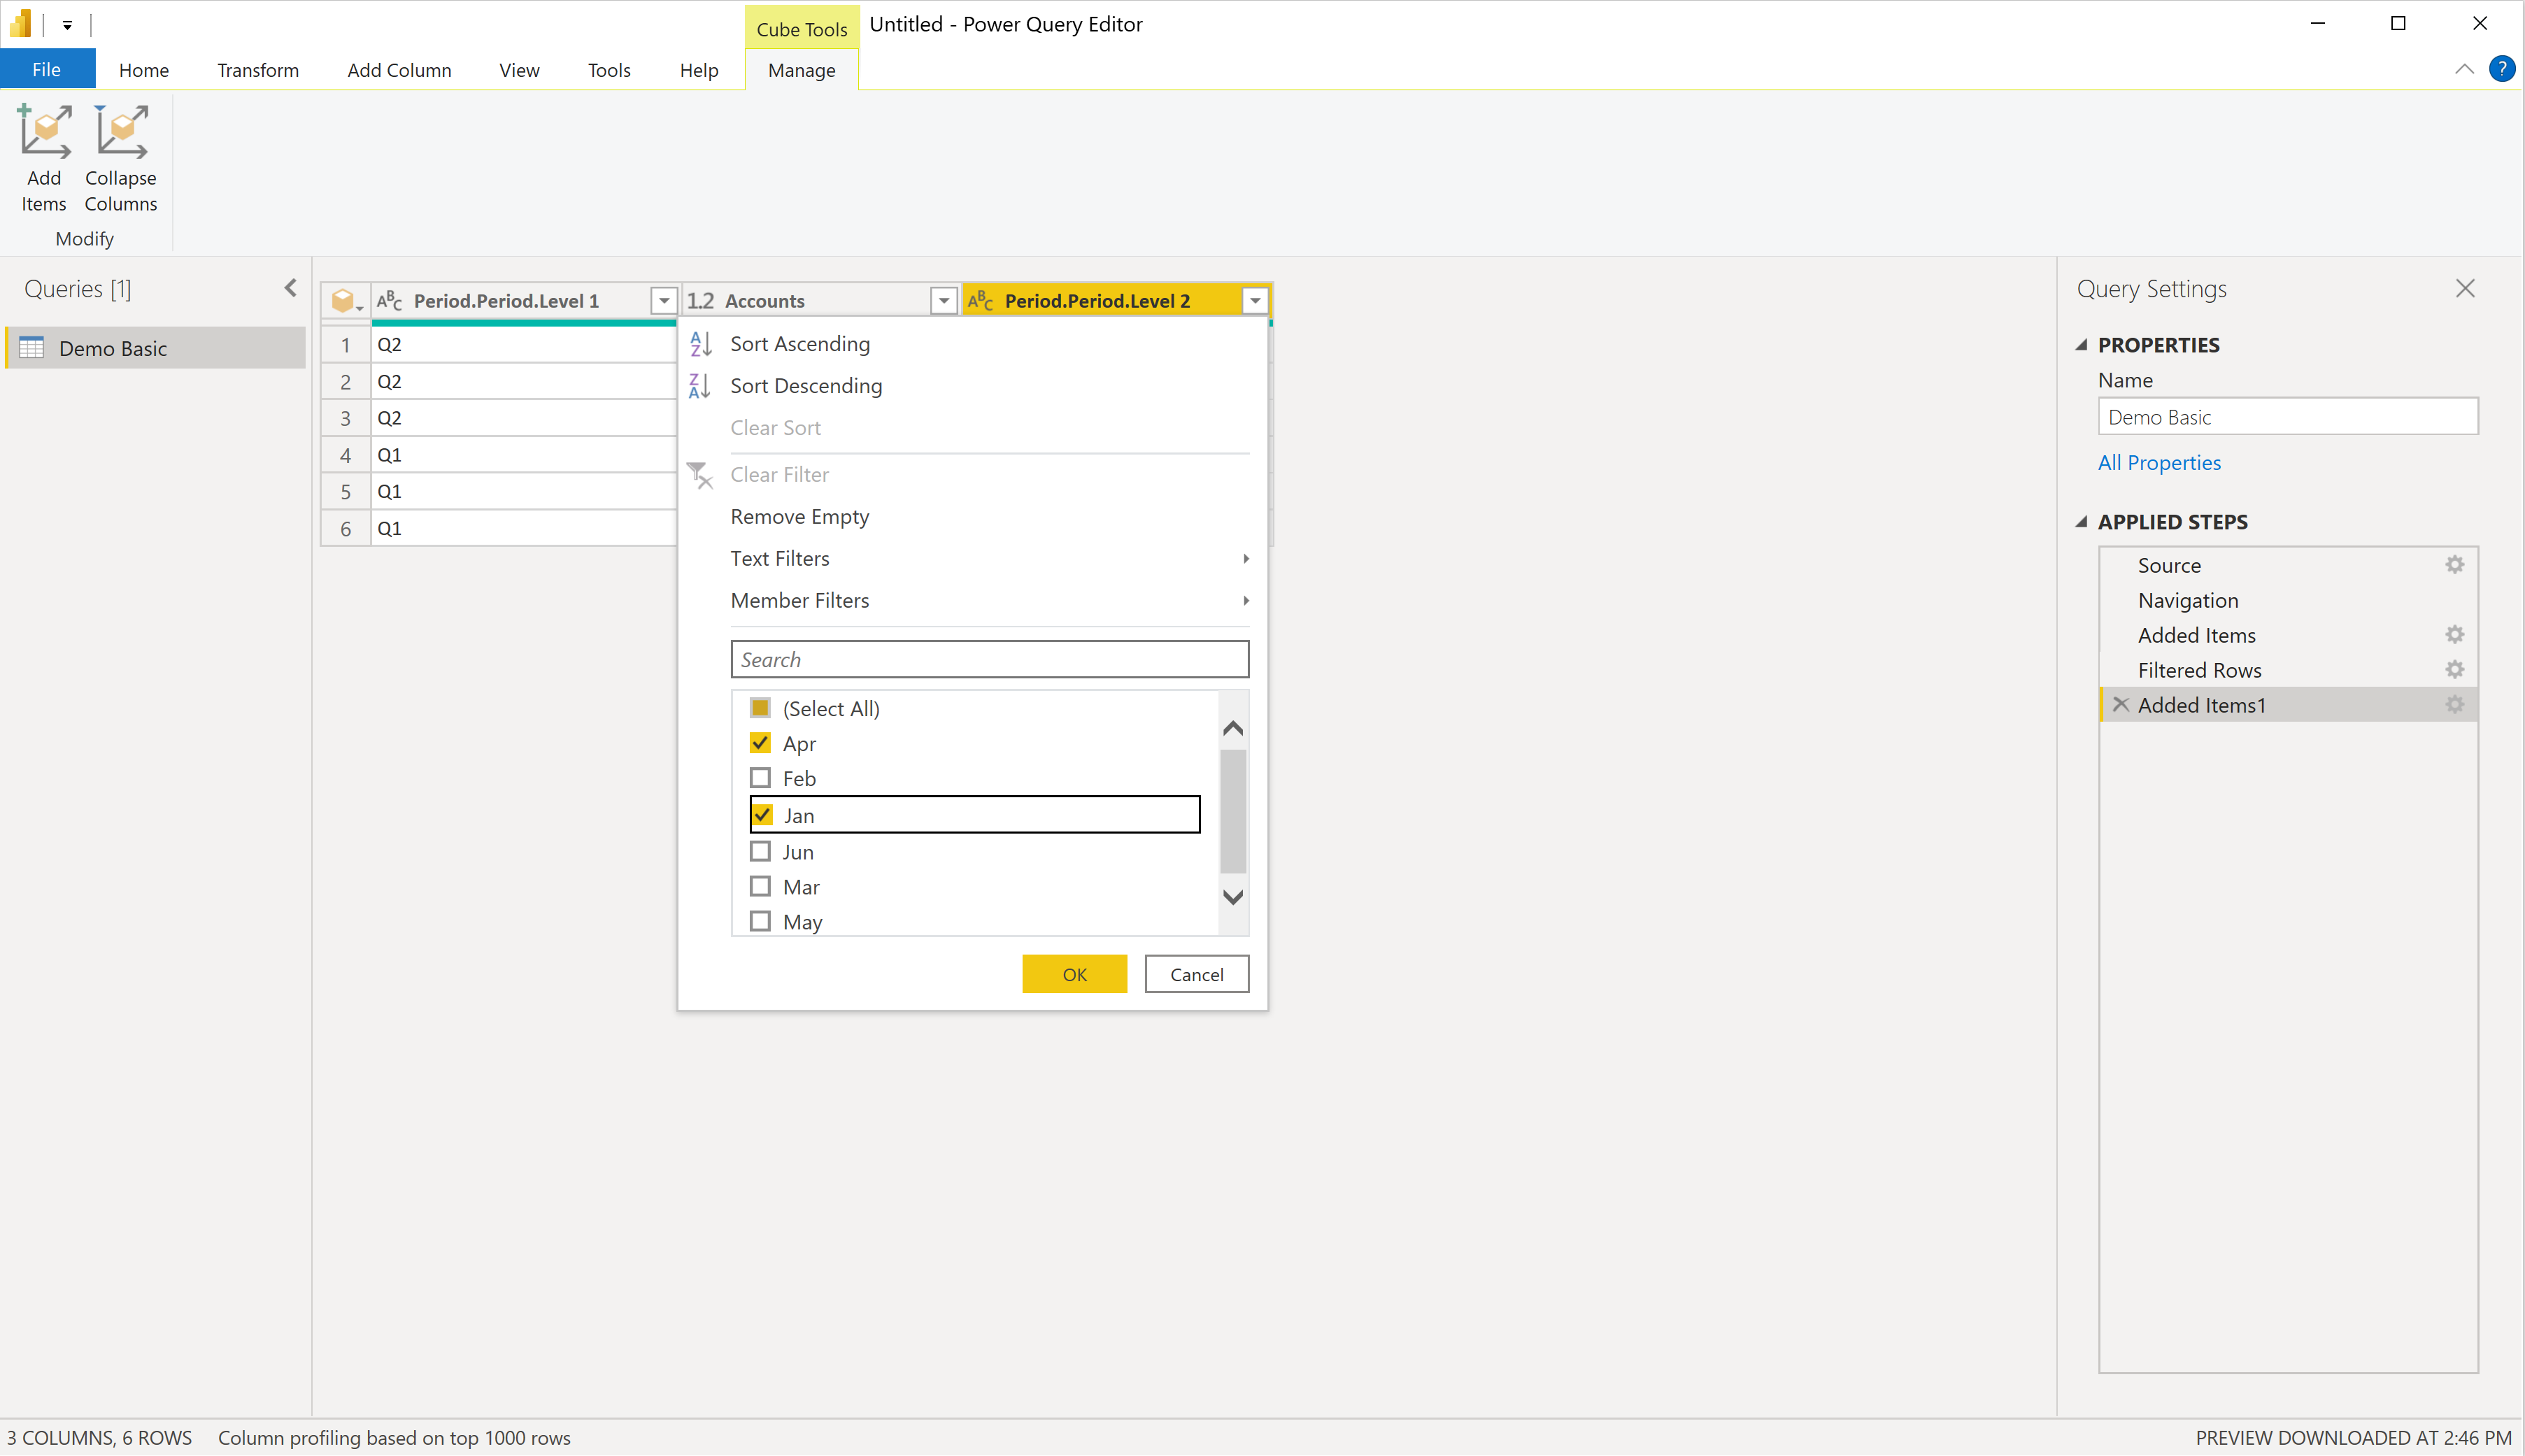 Cube Tools
Untitled - Power Query Editor
File
Home
Transform
Add Column
View
Tools
Help
Manage
?
Add Items
Collapse Columns
Modify
Queries [1]
Demo Basic
ABC Period.Period.Level 1
1.2 Accounts
ABC Period.Period.Level 2
1 Q2
2 Q2
3 Q2
4 Q1
5 Q1
6 Q1
AZ Sort Ascending
ZA Sort Descending
Clear Sort
Clear Filter
Remove Empty
Text Filters
Member Filters
Search
(Select All)
Apr
Feb
Jan
Jun
Mar
May
OK
Cancel
Query Settings
PROPERTIES
Name
Demo Basic
All Properties
APPLIED STEPS
Source
Navigation
Added Items
Filtered Rows
Added Items1
3 COLUMNS, 6 ROWS
Column profiling based on top 1000 rows
PREVIEW DOWNLOADED AT 2:46 PM